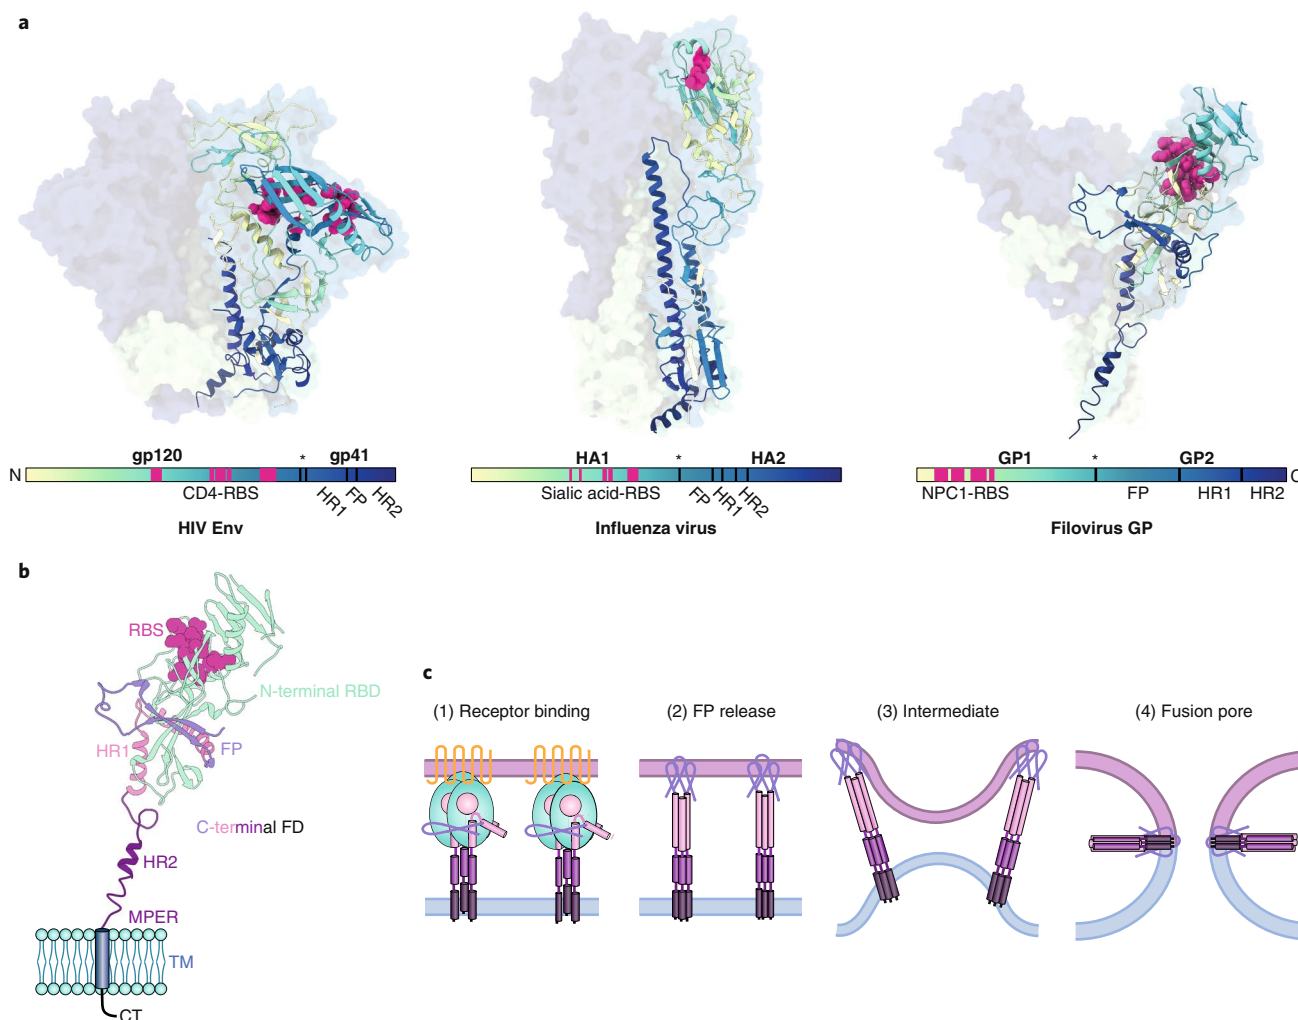 a
gp120 * gp41
N
CD4-RBS HR1 FP HR2
HIV Env
HA1 * HA2
Sialic acid-RBS FP HR1 HR2
Influenza virus
GP1 * GP2
C
NPC1-RBS FP HR1 HR2
Filovirus GP
b
RBS
N-terminal RBD
HR1 FP
C-terminal FD
HR2
MPER
TM
CT
c
(1) Receptor binding (2) FP release (3) Intermediate (4) Fusion pore